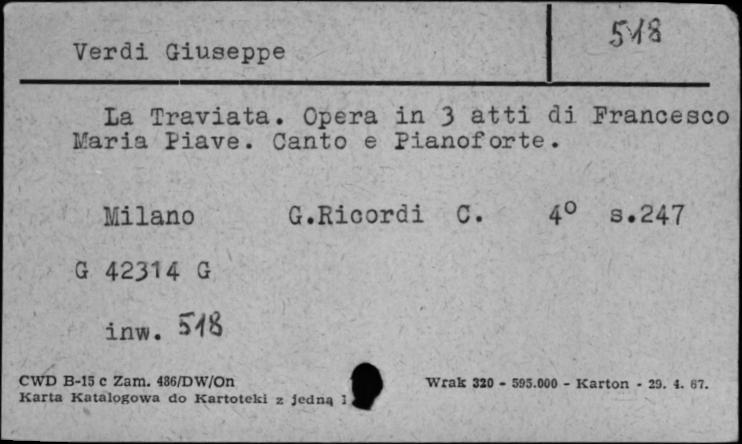 Verdi Giuseppe
518
La Traviata. Opera in 3 atti di Francesco
Maria Piave. Canto e Pianoforte.
Milano G.Ricordi C. 4° s.247
G 42314 G
inw. 518
CWD B-15 c Zam. 486/DW/On
Wrak 320 - 595.000 - Karton - 29. 4. 67.
Karta Katalogowa do Kartoteki z jedną